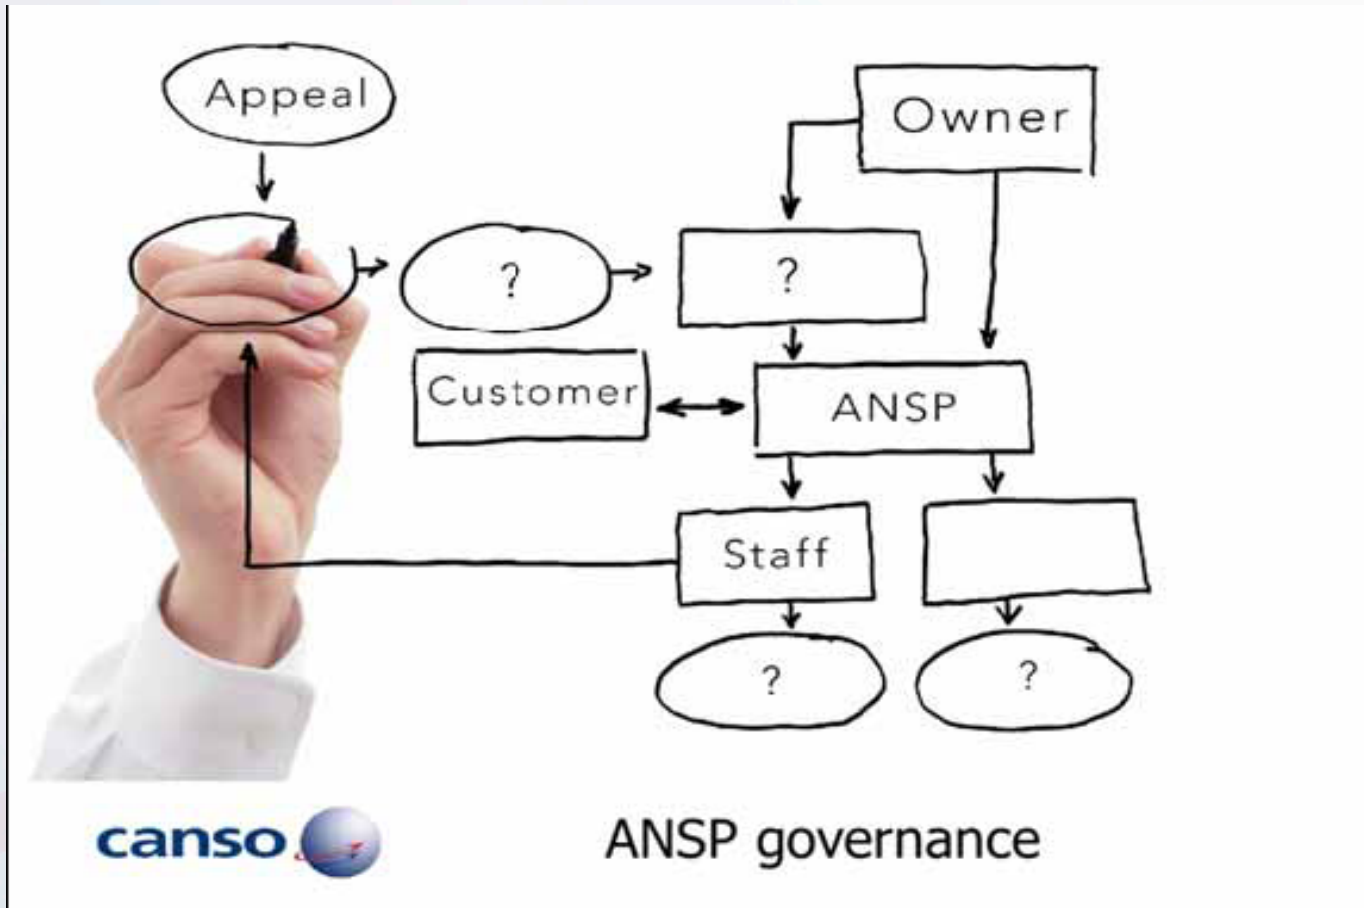 Appeal
Owner
?
?
Customer
ANSP
Staff
?
?
canso
ANSP governance